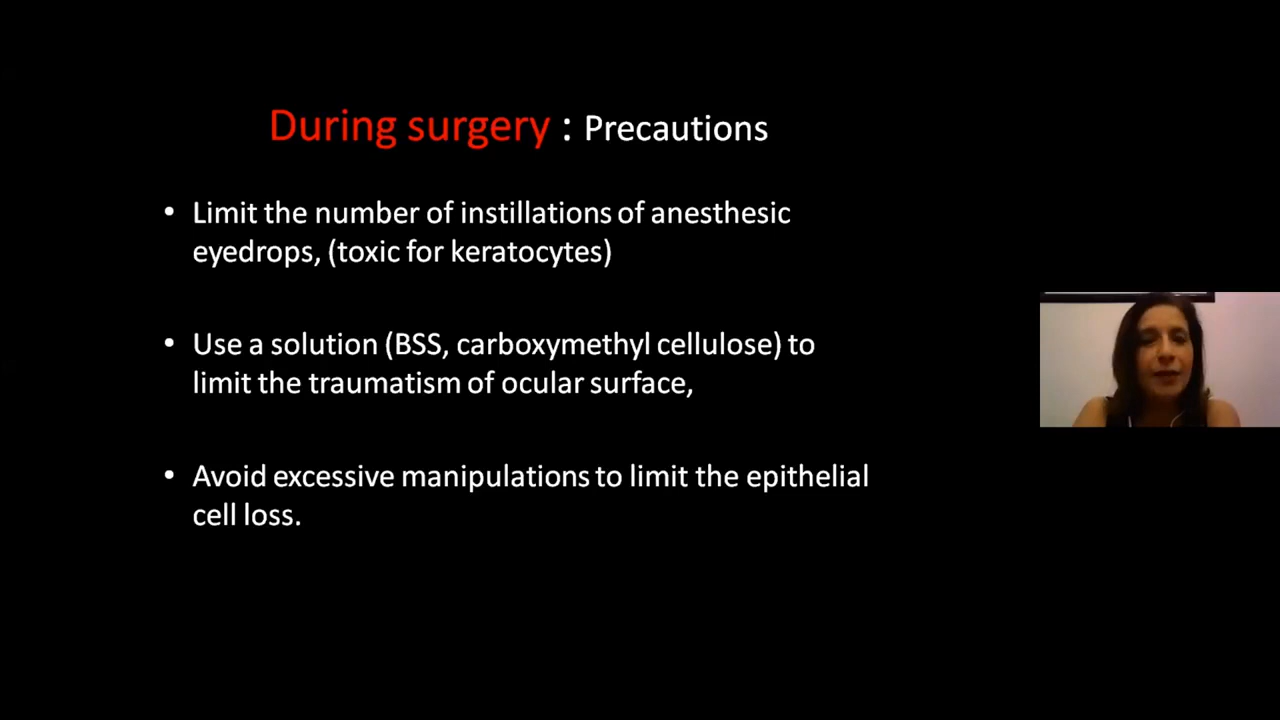 During surgery : Precautions
• Limit the number of instillations of anesthesic
eyedrops, (toxic for keratocytes)
• Use a solution (BSS, carboxymethyl cellulose) to
limit the traumatism of ocular surface,
• Avoid excessive manipulations to limit the epithelial
cell loss.